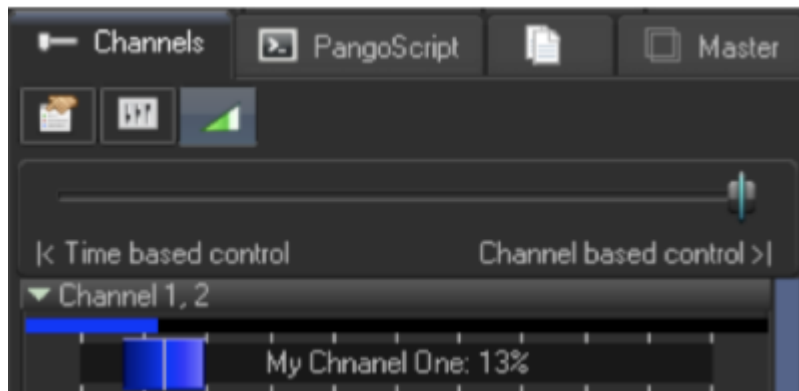 Channels PangoScript Master
|< Time based control Channel based control >|
Channel 1, 2
My Chnanel One: 13%